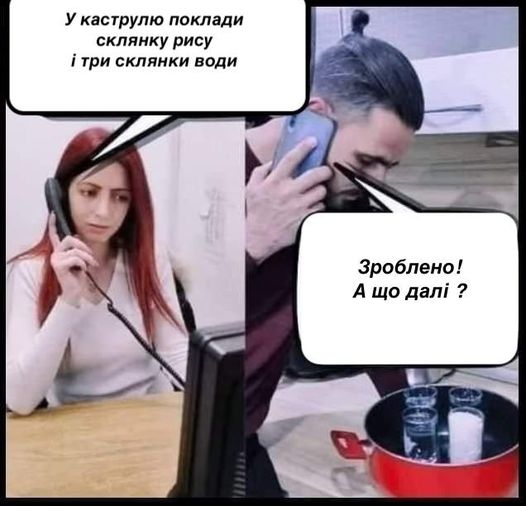 У каструлю поклади
склянку рису
і три склянки води
Зроблено!
А що далі ?